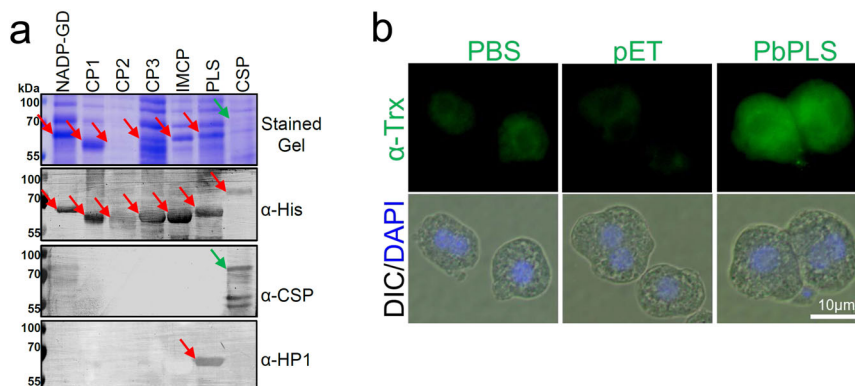 a
kDa
NADP-GD
CP1
CP2
CP3
IMCP
PLS
CSP
100
70
55
Stained
Gel
100
70
55
α-His
100
70
55
α-CSP
100
70
55
α-HP1
b
PBS
pET
PbPLS
α-Trx
DIC/DAPI
10µm